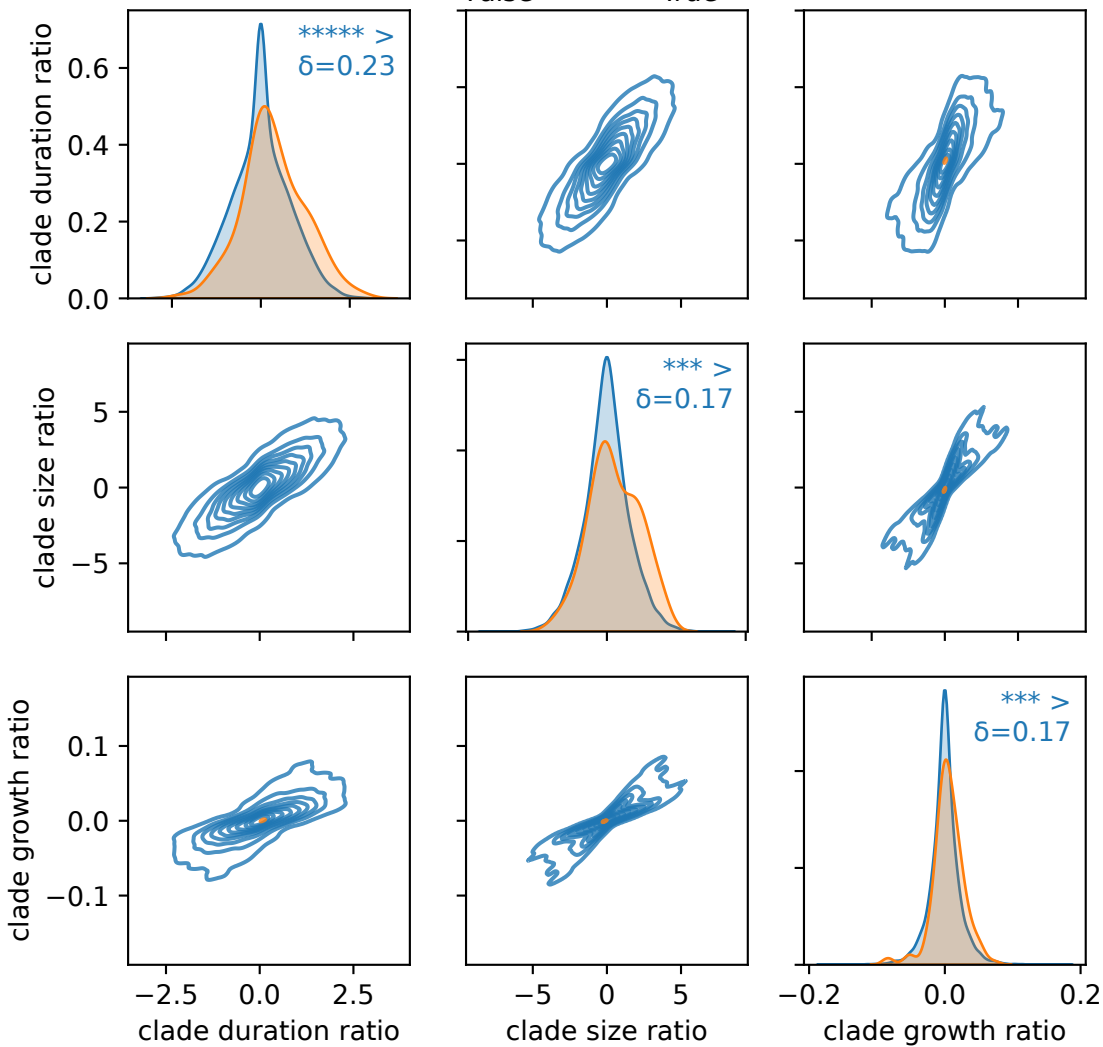 ***** >
δ=0.23
clade duration ratio
0.6
0.4
0.2
0.0
*** >
δ=0.17
clade size ratio
5
0
−5
*** >
δ=0.17
clade growth ratio
0.1
0.0
−0.1
−2.5 0.0 2.5
−5 0 5
−0.2 0.0 0.2
clade duration ratio
clade size ratio
clade growth ratio